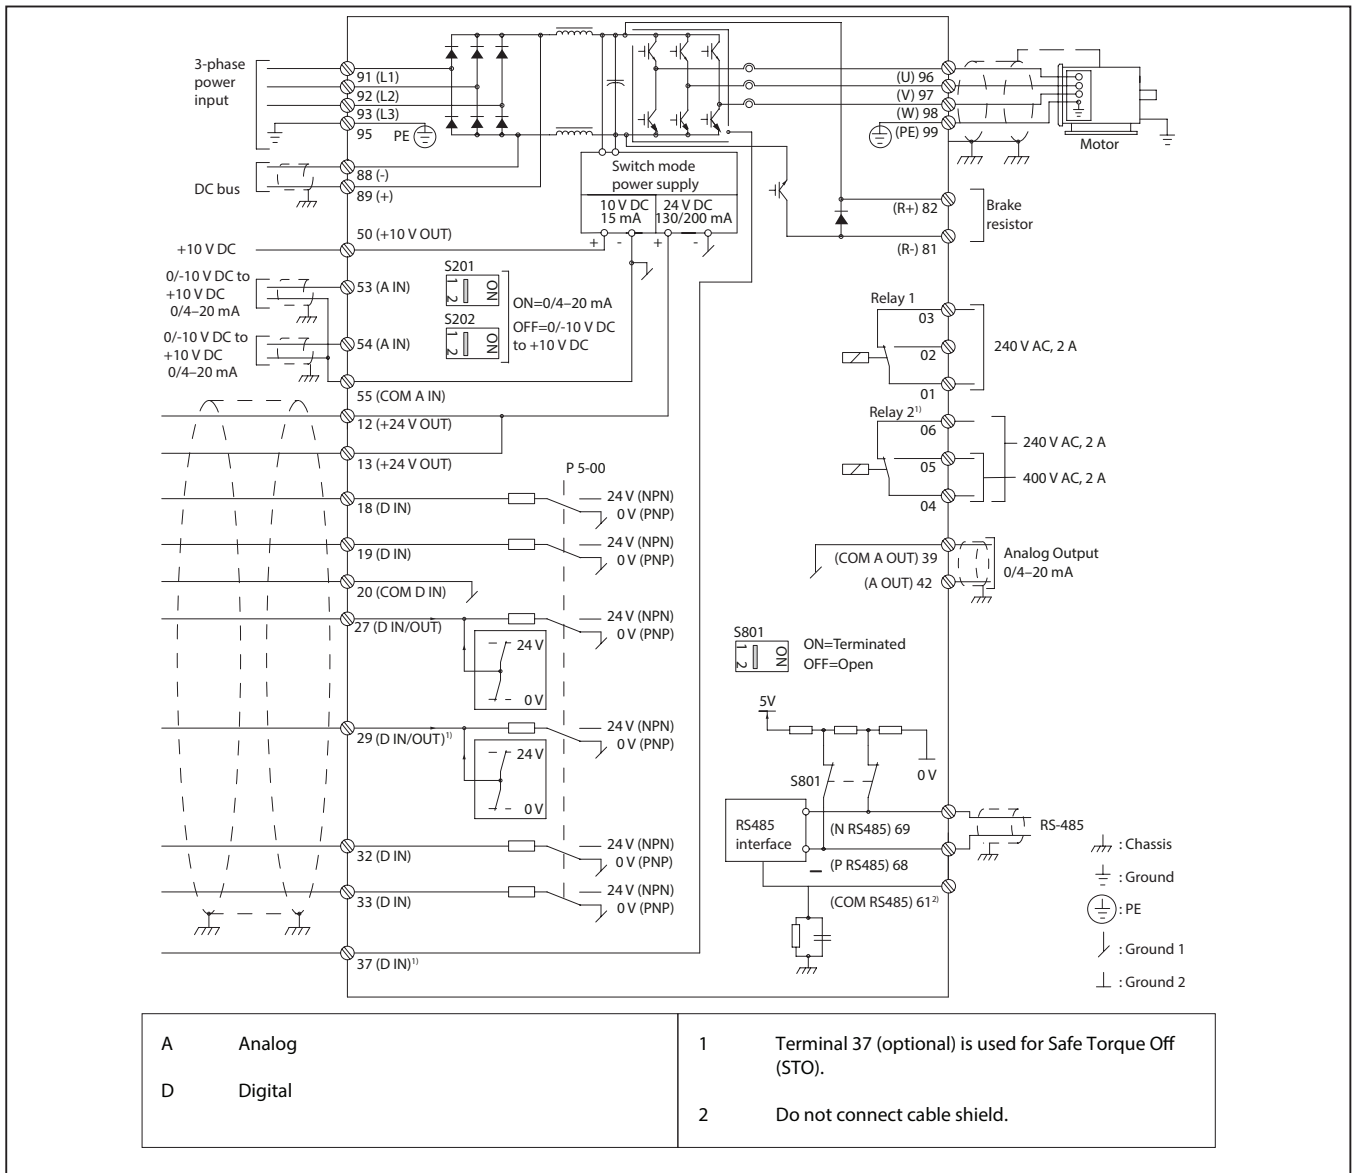 3-phase
power
input
91 (L1)
92 (L2)
93 (L3)
95
PE
DC bus
88 (-)
89 (+)
+10 V DC
50 (+10 V OUT)
0/-10 V DC to
+10 V DC
0/4–20 mA
53 (A IN)
0/-10 V DC to
+10 V DC
0/4–20 mA
54 (A IN)
55 (COM A IN)
12 (+24 V OUT)
13 (+24 V OUT)
18 (D IN)
19 (D IN)
20 (COM D IN)
27 (D IN/OUT)
24 V
0 V
29 (D IN/OUT)1)
24 V
0 V
32 (D IN)
33 (D IN)
37 (D IN)1)
S201
1 2
ON
S202
1 2
ON
ON=0/4–20 mA
OFF=0/-10 V DC
to +10 V DC
P 5-00
24 V (NPN)
0 V (PNP)
24 V (NPN)
0 V (PNP)
24 V (NPN)
0 V (PNP)
24 V (NPN)
0 V (PNP)
24 V (NPN)
0 V (PNP)
24 V (NPN)
0 V (PNP)
Switch mode
power supply
10 V DC
15 mA
24 V DC
130/200 mA
+ - + -
(U) 96
(V) 97
(W) 98
(PE) 99
Motor
(R+) 82
(R-) 81
Brake
resistor
Relay 1
03
02
01
240 V AC, 2 A
Relay 21)
06
05
04
240 V AC, 2 A
400 V AC, 2 A
(COM A OUT) 39
(A OUT) 42
Analog Output
0/4–20 mA
S801
1 2
ON
ON=Terminated
OFF=Open
5V
0 V
S801
RS485
interface
(N RS485) 69
(P RS485) 68
(COM RS485) 612)
RS-485
: Chassis
: Ground
: PE
: Ground 1
: Ground 2
A Analog
D Digital
1 Terminal 37 (optional) is used for Safe Torque Off
(STO).
2 Do not connect cable shield.